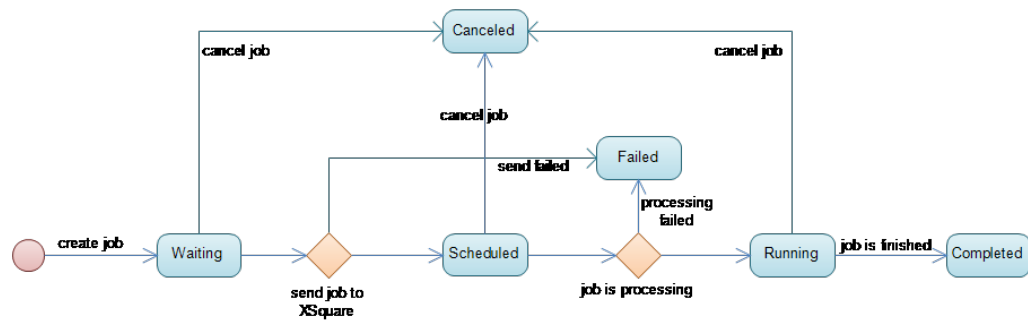 Canceled
cancel job
cancel job
cancel job
Failed
send failed
processing
failed
create job
Waiting
Scheduled
Running
job is finished
Completed
send job to
XSquare
job is processing